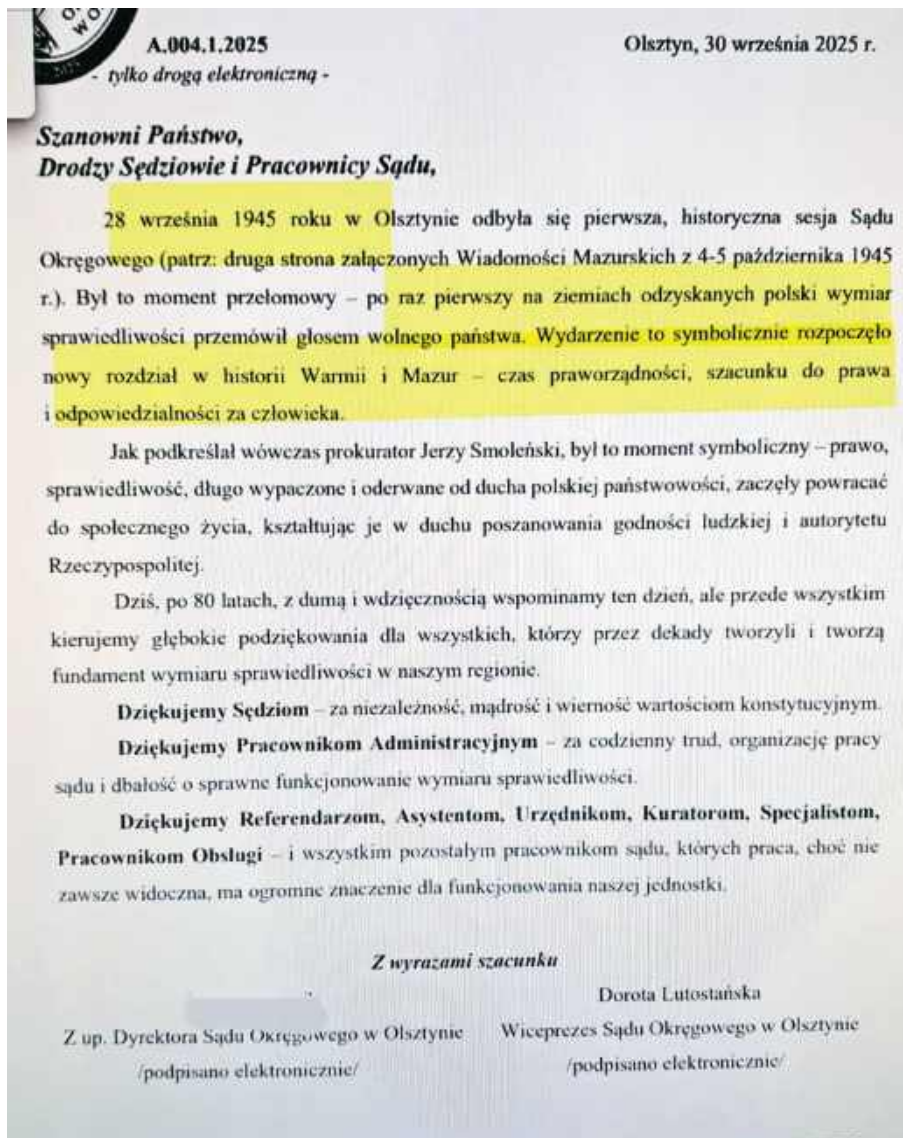 A.004.1.2025
Olsztyn, 30 września 2025 r.
- tylko drogą elektroniczną -
Szanowni Państwo,
Drodzy Sędziowie i Pracownicy Sądu,
28 września 1945 roku w Olsztynie odbyła się pierwsza, historyczna sesja Sądu
Okręgowego (patrz: druga strona załączonych Wiadomości Mazurskich z 4-5 października 1945
r.). Był to moment przełomowy – po raz pierwszy na ziemiach odzyskanych polski wymiar
sprawiedliwości przemówił głosem wolnego państwa. Wydarzenie to symbolicznie rozpoczęło
nowy rozdział w historii Warmii i Mazur – czas praworządności, szacunku do prawa
i odpowiedzialności za człowieka.
Jak podkreślał wówczas prokurator Jerzy Smoleński, był to moment symboliczny – prawo,
sprawiedliwość, długo wypaczone i oderwane od ducha polskiej państwowości, zaczęły powracać
do społecznego życia, kształtując je w duchu poszanowania godności ludzkiej i autorytetu
Rzeczypospolitej.
Dziś, po 80 latach, z dumą i wdzięcznością wspominamy ten dzień, ale przede wszystkim
kierujemy głębokie podziękowania dla wszystkich, którzy przez dekady tworzyli i tworzą
fundament wymiaru sprawiedliwości w naszym regionie.
Dziękujemy Sędziom – za niezależność, mądrość i wierność wartościom konstytucyjnym.
Dziękujemy Pracownikom Administracyjnym – za codzienny trud, organizację pracy
sądu i dbałość o sprawne funkcjonowanie wymiaru sprawiedliwości.
Dziękujemy Referendarzom, Asystentom, Urzędnikom, Kuratorom, Specjalistom,
Pracownikom Obsługi – i wszystkim pozostałym pracownikom sądu, których praca, choć nie
zawsze widoczna, ma ogromne znaczenie dla funkcjonowania naszej jednostki.
Z wyrazami szacunku
Dorota Lutostańska
Z up. Dyrektora Sądu Okręgowego w Olsztynie
Wiceprezes Sądu Okręgowego w Olsztynie
/podpisano elektronicznie/
/podpisano elektronicznie/